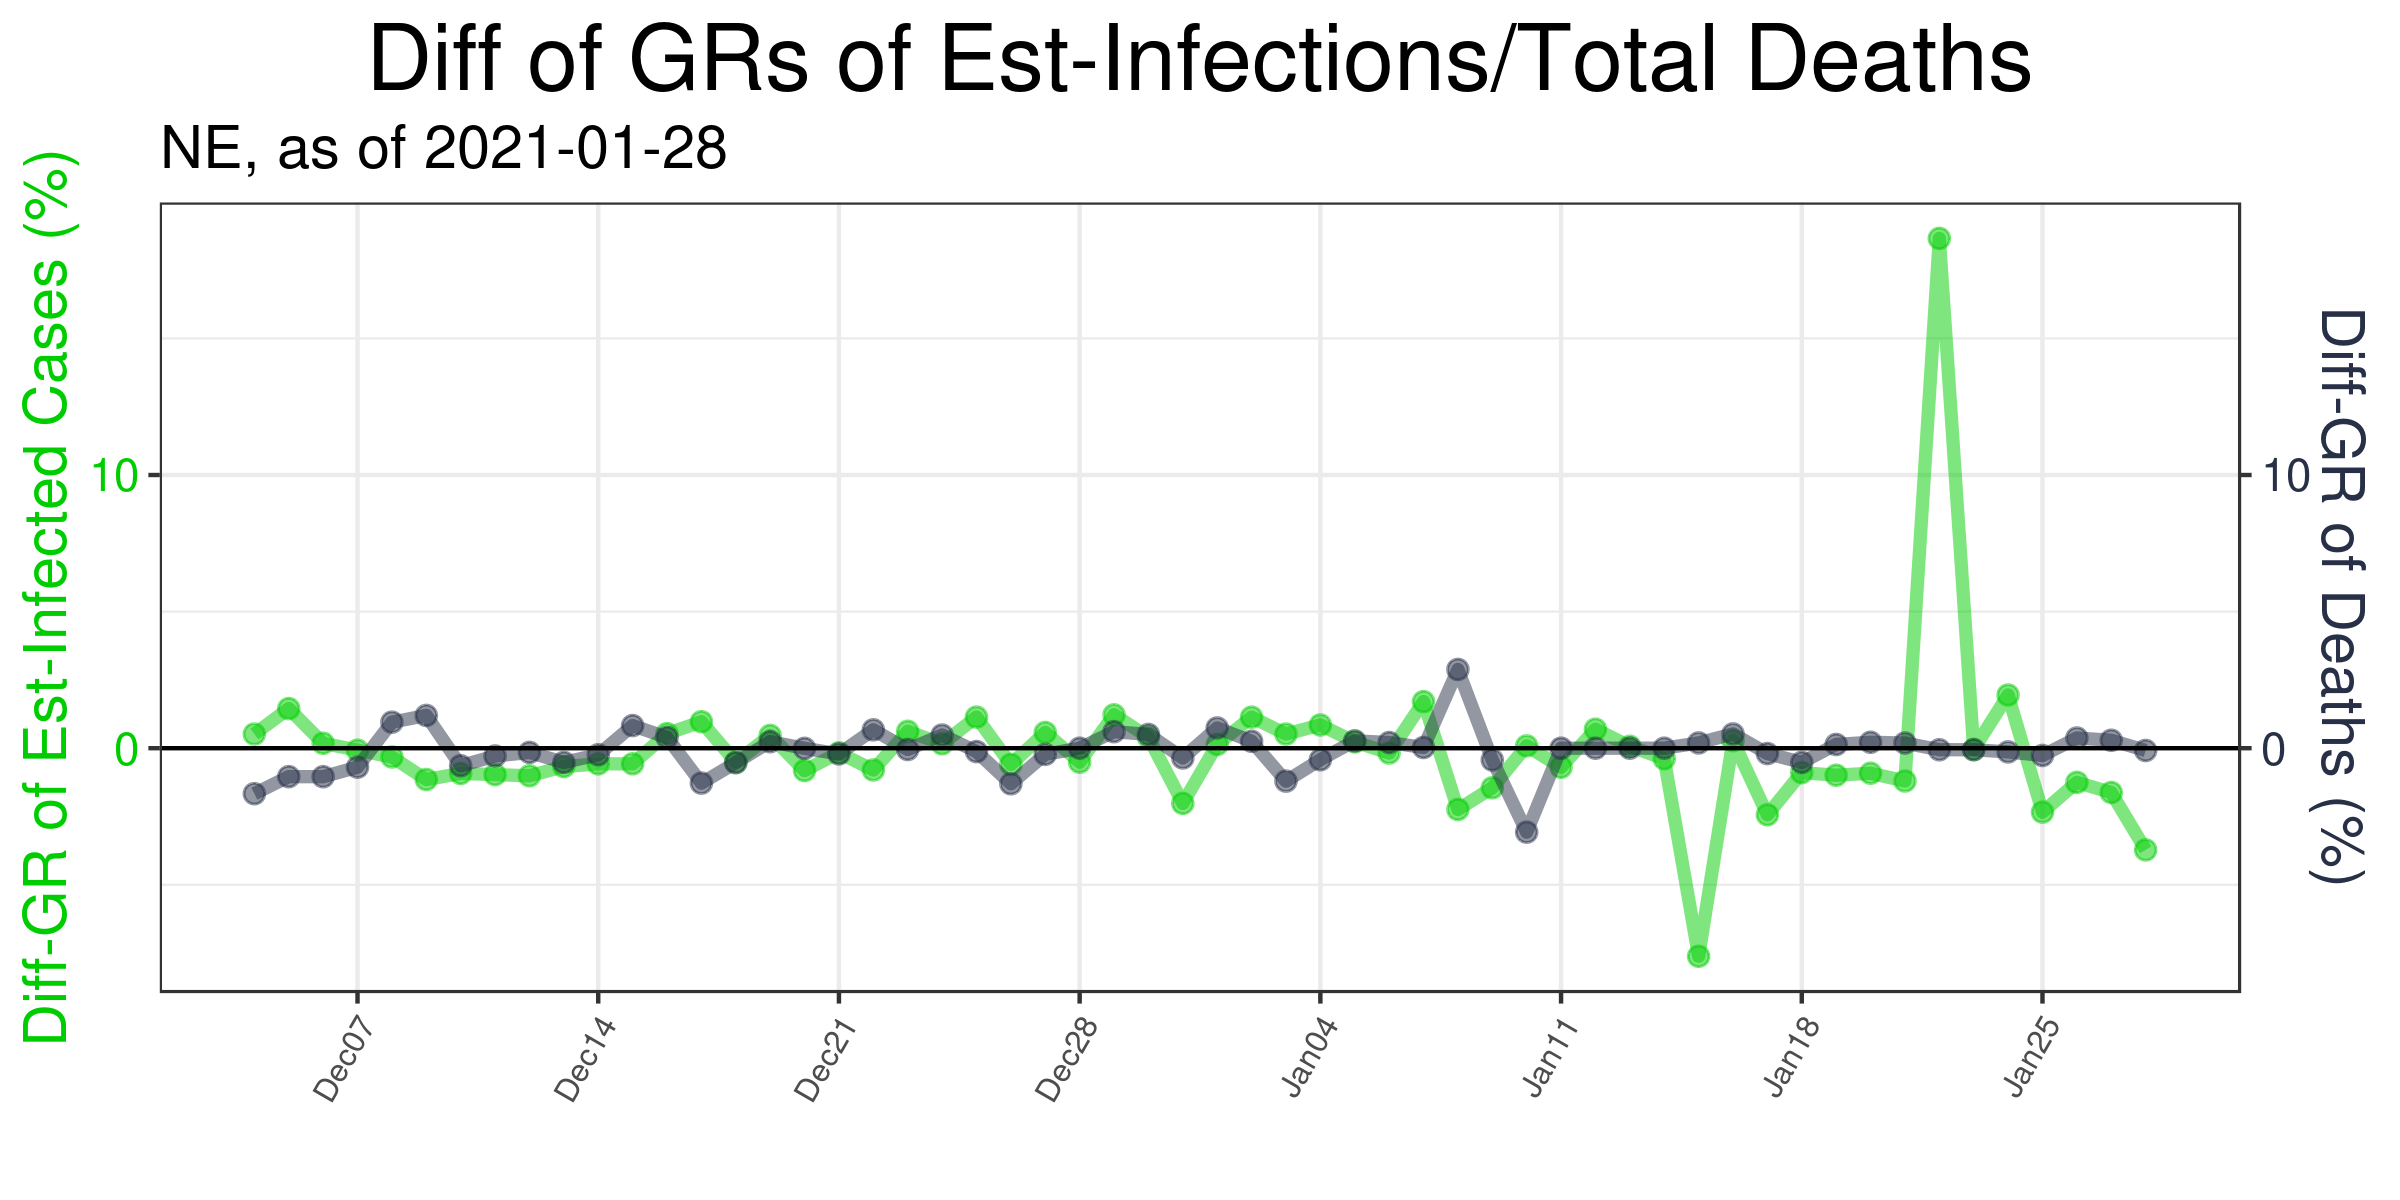 Diff of GRs of Est-Infections/Total Deaths
NE, as of 2021-01-28
Diff-GR of Est-Infected Cases (%)
10
0
10
0
Diff-GR of Deaths (%)
Dec07
Dec14
Dec21
Dec28
Jan04
Jan11
Jan18
Jan25